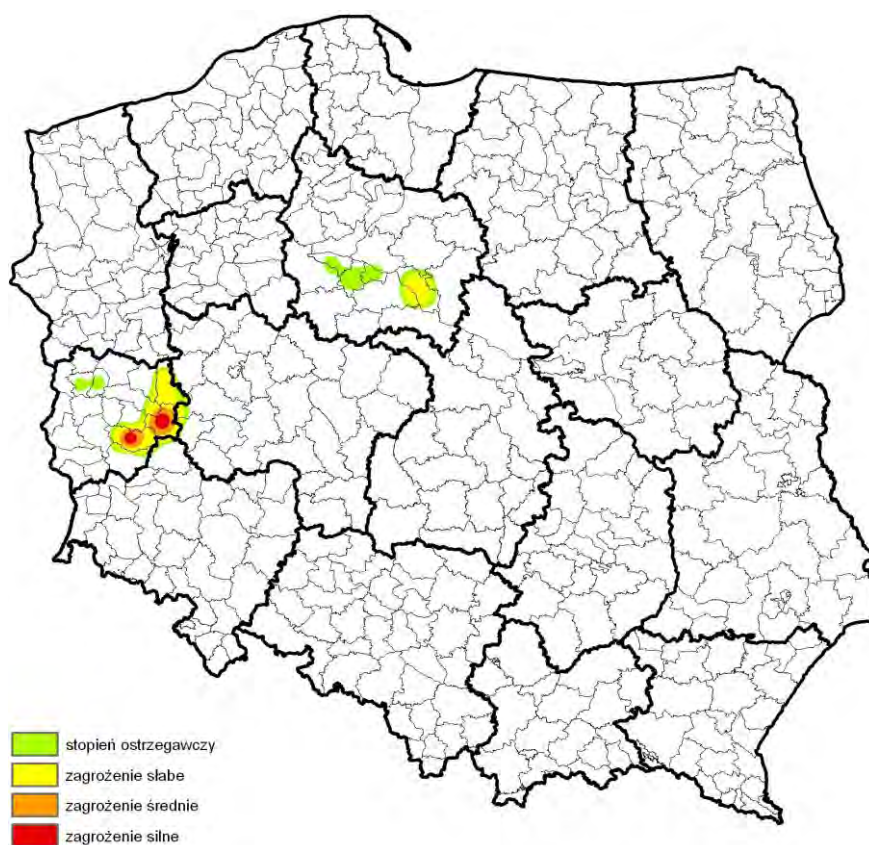 stopień ostrzegawczy
zagrożenie słabe
zagrożenie średnie
zagrożenie silne